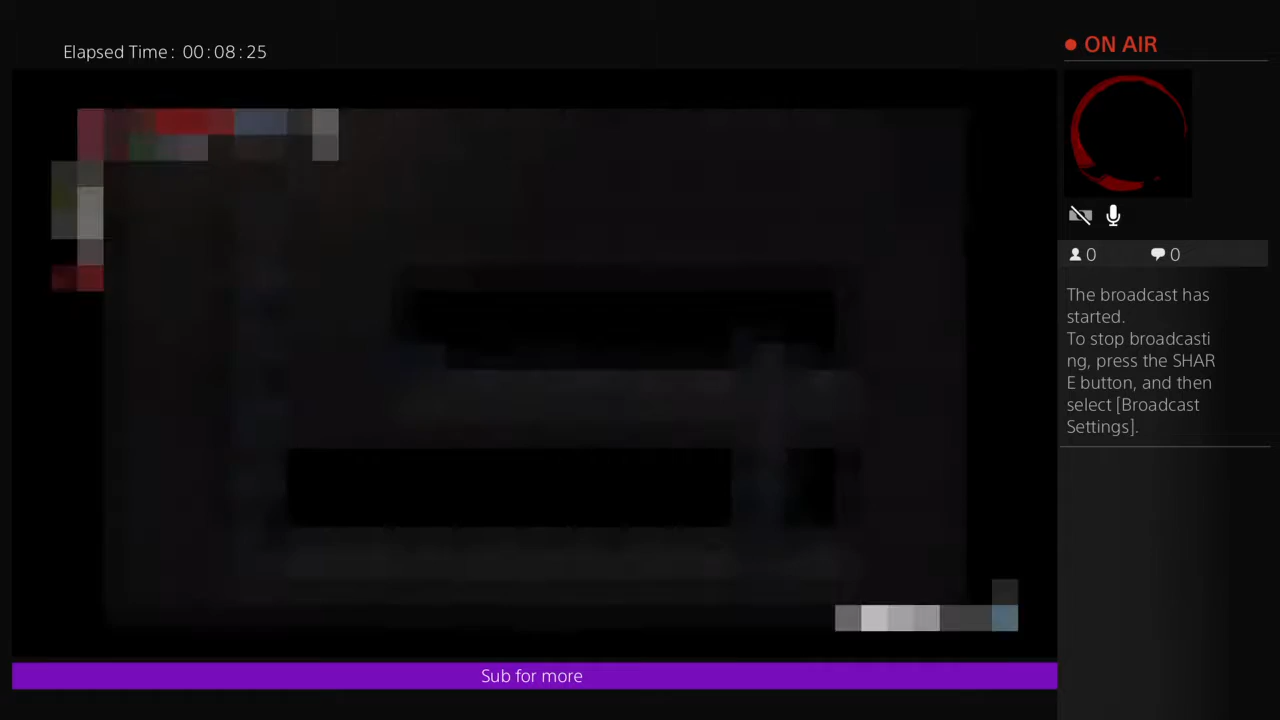 Elapsed Time: 00:08:25
ON AIR
0 0
The broadcast has
started.
To stop broadcasti
ng, press the SHAR
E button, and then
select [Broadcast
Settings].
Sub for more